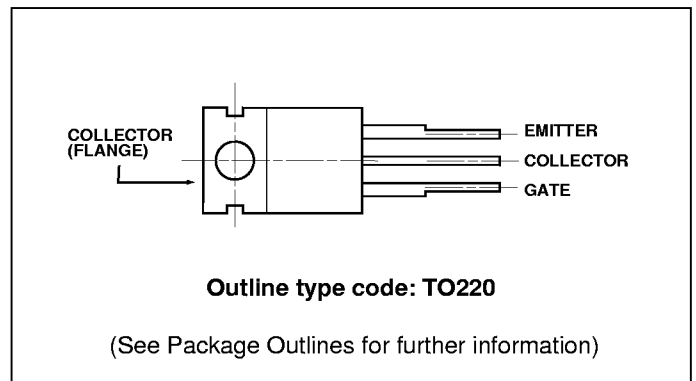 COLLECTOR
(FLANGE)
EMITTER
COLLECTOR
GATE
Outline type code: TO220
(See Package Outlines for further information)